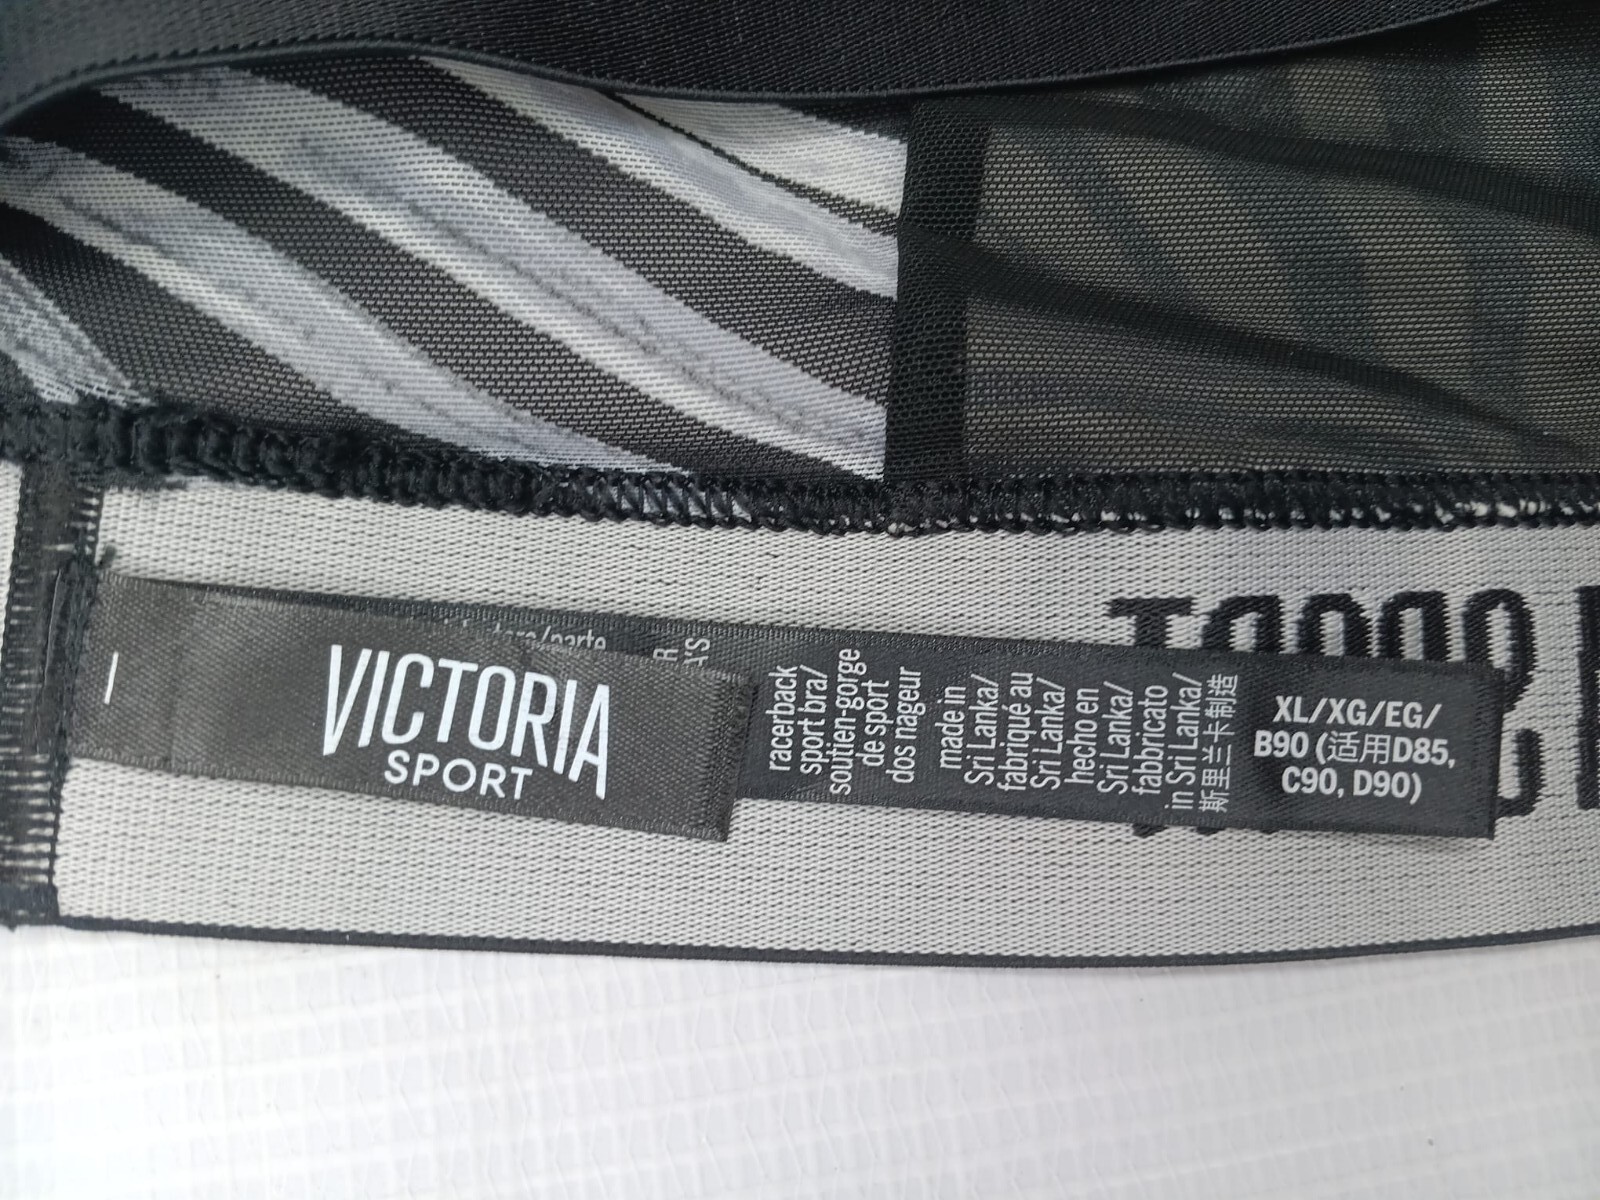 VICTORIA
SPORT
racerback
sport bra/
soutien-gorge
de sport
dos nageur
made in
Sri Lanka/
fabriqué au
Sri Lanka/
hecho en
Sri Lanka/
fabbricato
in Sri Lanka/
斯里兰卡制造
XL/XG/EG/
B90 (适用D85,
C90, D90)